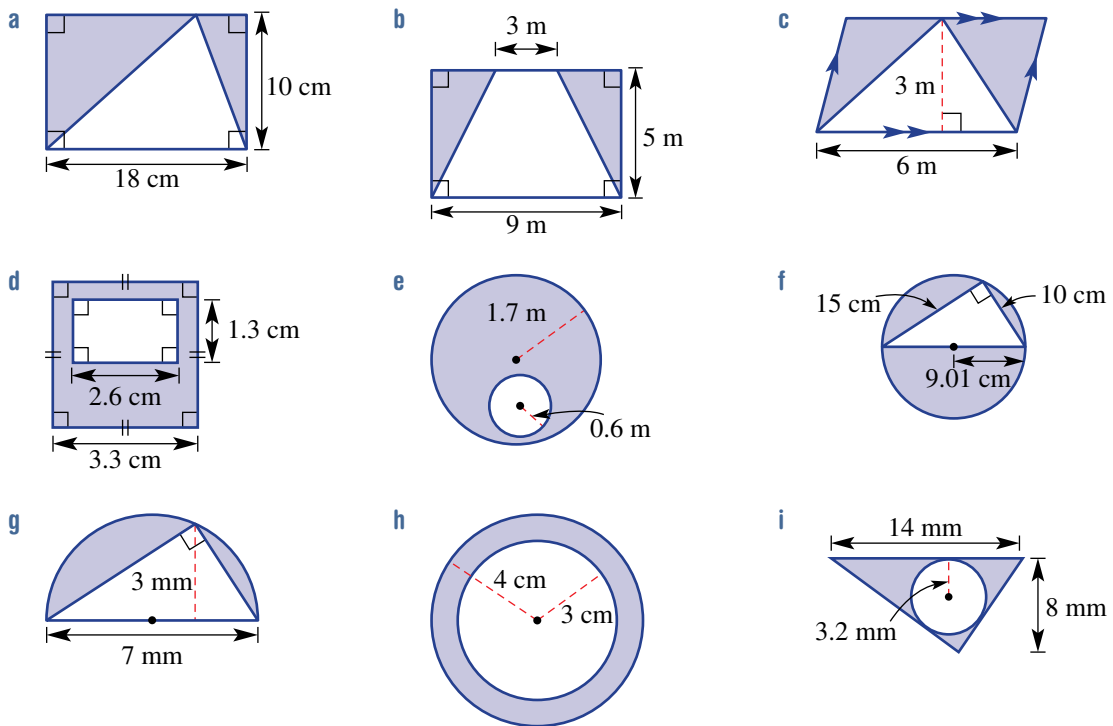 a
10 cm
18 cm
b
3 m
5 m
9 m
c
3 m
6 m
d
1.3 cm
2.6 cm
3.3 cm
e
1.7 m
0.6 m
f
15 cm
10 cm
9.01 cm
g
3 mm
7 mm
h
4 cm
3 cm
i
14 mm
8 mm
3.2 mm